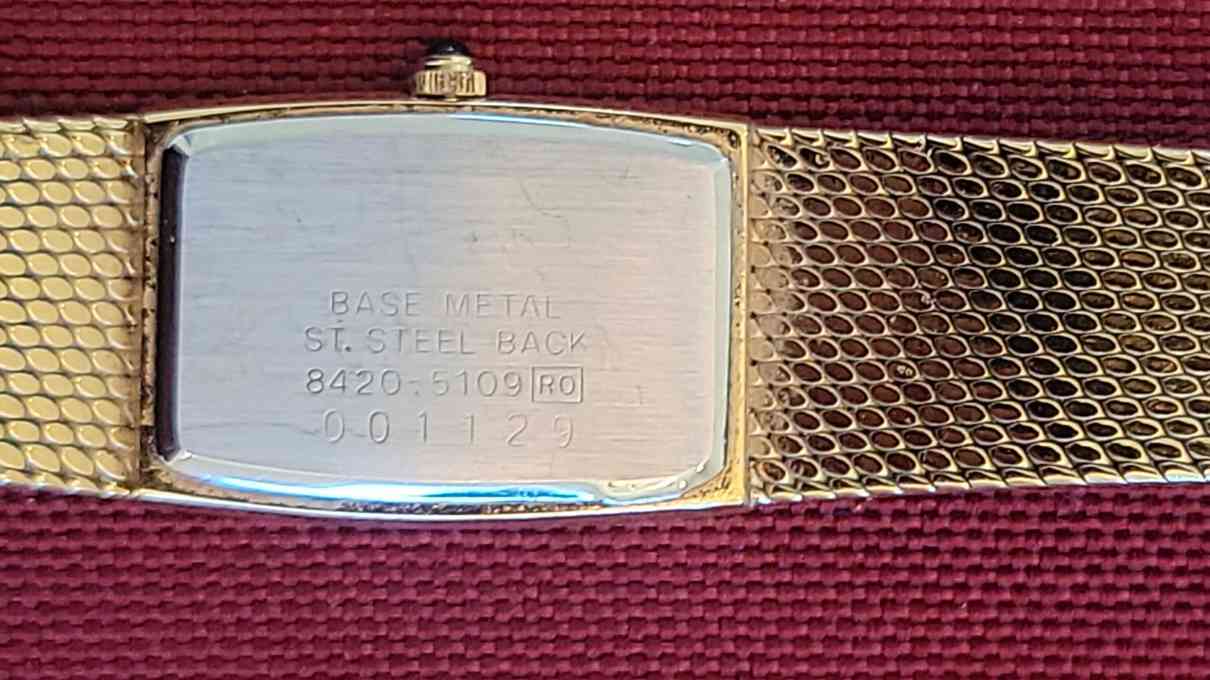 BASE METAL
ST. STEEL BACK
8420-5109 RO
001129